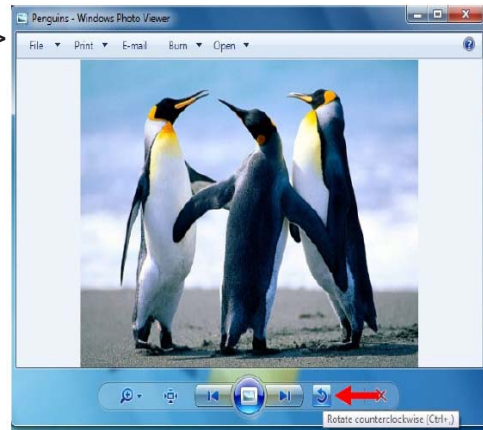 Penguins - Windows Photo Viewer
>
File Print E-mail Burn Open
Rotate counterclockwise (Ctrl+,)